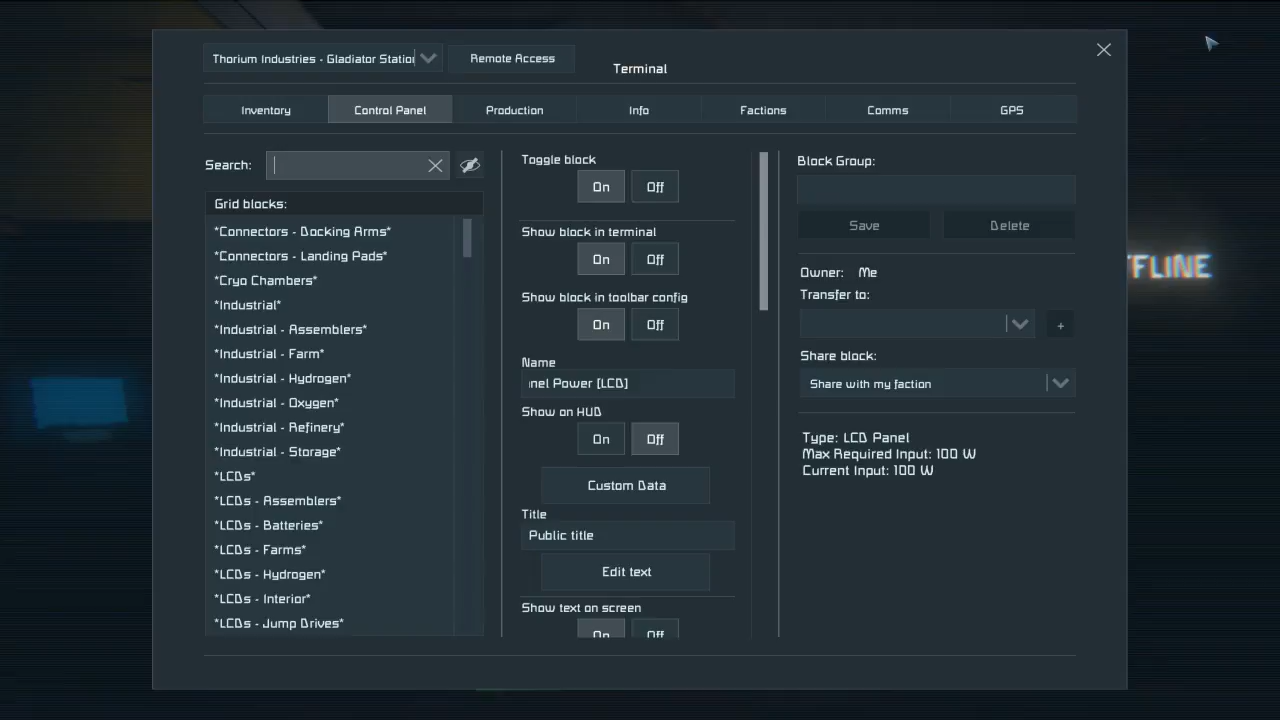 Thorium Industries - Gladiator Station
Remote Access
Terminal
Inventory
Control Panel
Production
Info
Factions
Comms
GPS
Search:
Grid blocks:
*Connectors - Docking Arms*
*Connectors - Landing Pads*
*Cryo Chambers*
*Industrial*
*Industrial - Assemblers*
*Industrial - Farm*
*Industrial - Hydrogen*
*Industrial - Oxygen*
*Industrial - Refinery*
*Industrial - Storage*
*LCDs*
*LCDs - Assemblers*
*LCDs - Batteries*
*LCDs - Farms*
*LCDs - Hydrogen*
*LCDs - Interior*
*LCDs - Jump Drives*
Toggle block
On Off
Show block in terminal
On Off
Show block in toolbar config
On Off
Name
nel Power [LCD]
Show on HUD
On Off
Custom Data
Title
Public title
Edit text
Show text on screen
On Off
Block Group:
Save Delete
Owner: Me
Transfer to:
+
Share block:
Share with my faction
Type: LCD Panel
Max Required Input: 100 W
Current Input: 100 W
FLINE